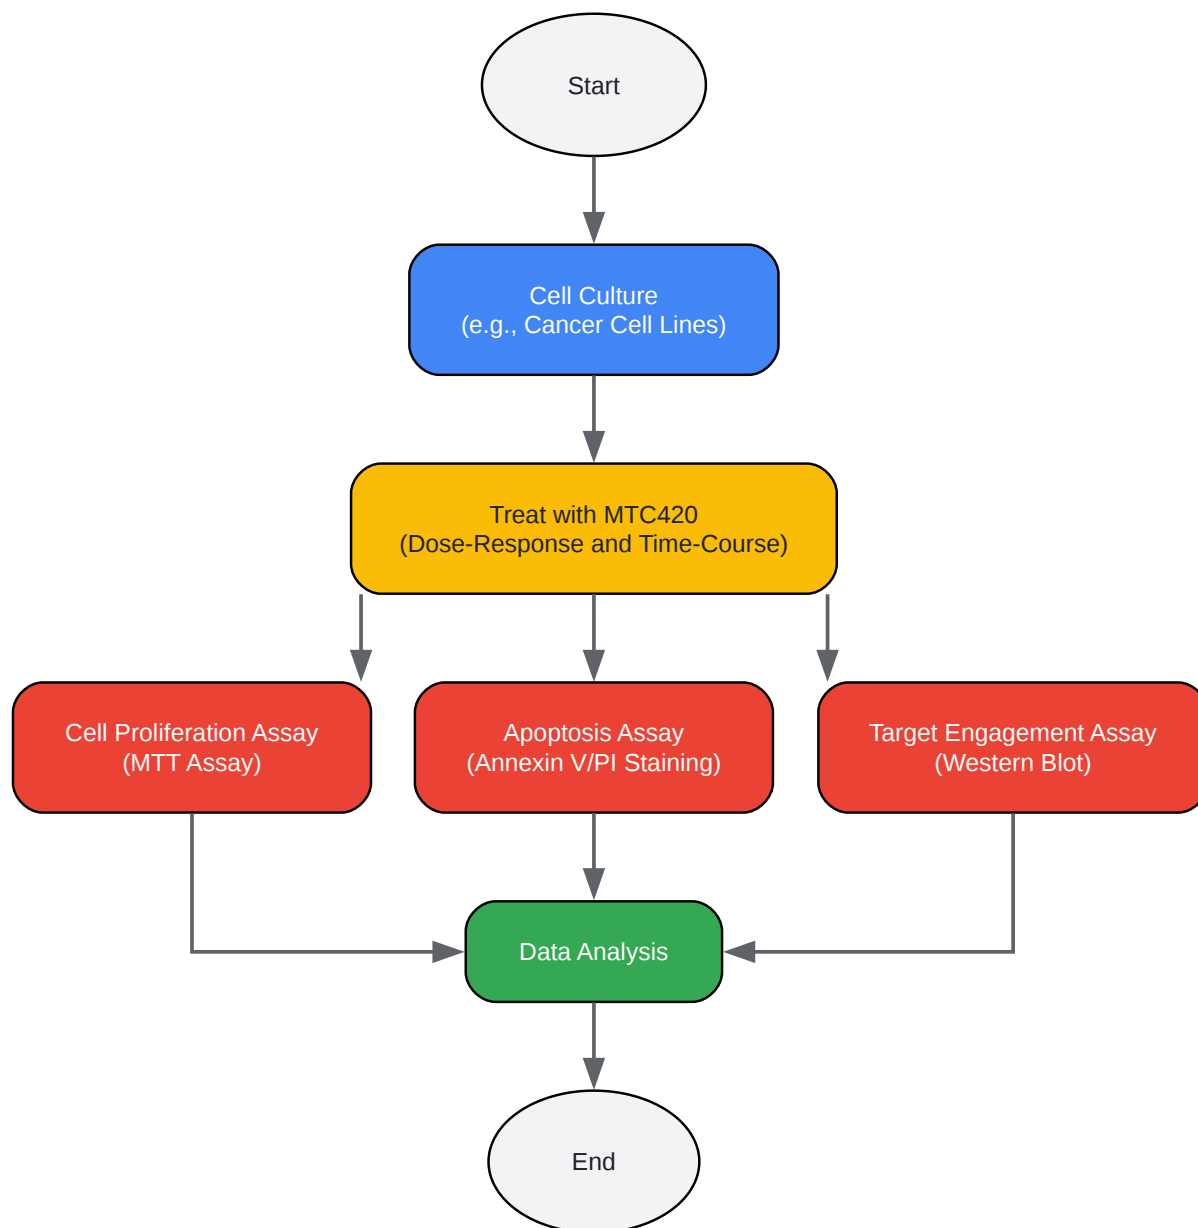 Start
Cell Culture
(e.g., Cancer Cell Lines)
Treat with MTC420
(Dose-Response and Time-Course)
Cell Proliferation Assay
(MTT Assay)
Apoptosis Assay
(Annexin V/PI Staining)
Target Engagement Assay
(Western Blot)
Data Analysis
End